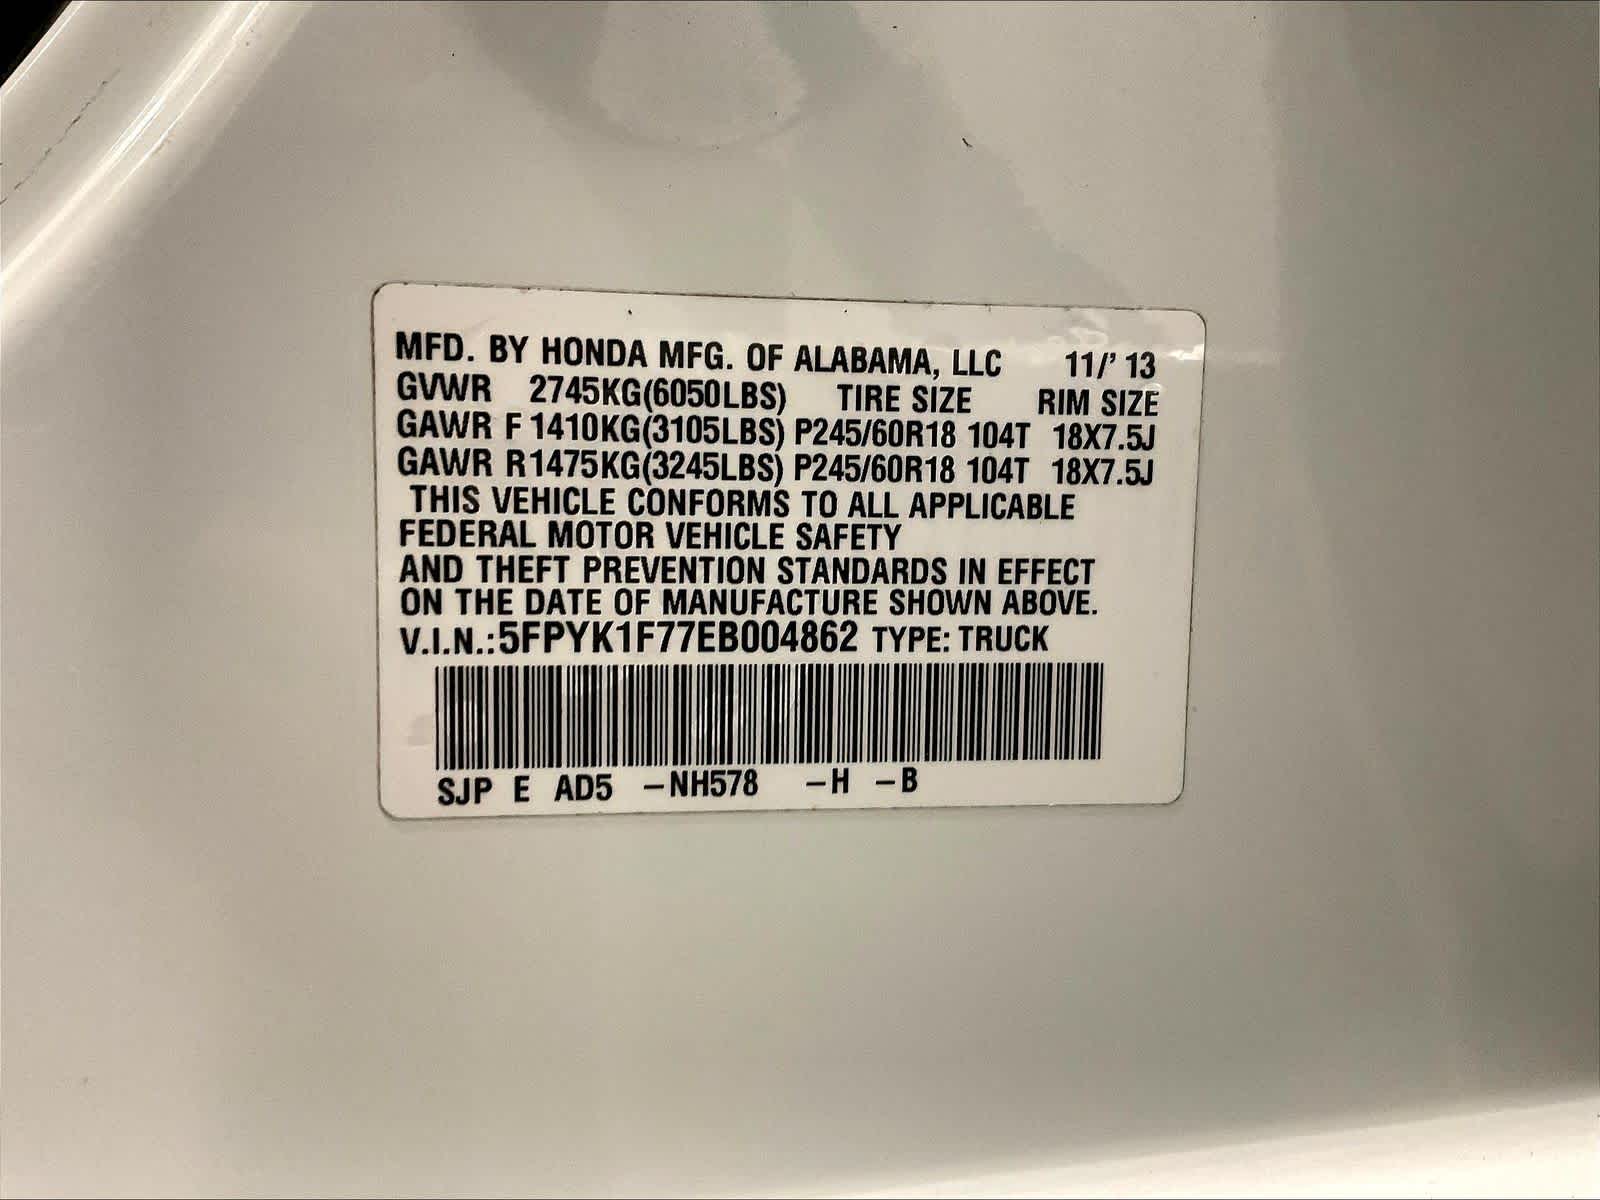 MFD. BY HONDA MFG. OF ALABAMA, LLC 11/' 13
GVWR 2745KG(6050LBS) TIRE SIZE RIM SIZE
GAWR F 1410KG(3105LBS) P245/60R18 104T 18X7.5J
GAWR R1475KG(3245LBS) P245/60R18 104T 18X7.5J
THIS VEHICLE CONFORMS TO ALL APPLICABLE
FEDERAL MOTOR VEHICLE SAFETY
AND THEFT PREVENTION STANDARDS IN EFFECT
ON THE DATE OF MANUFACTURE SHOWN ABOVE.
V.I.N.:5FPYK1F77EB004862 TYPE: TRUCK
SJP E AD5 –NH578 –H –B